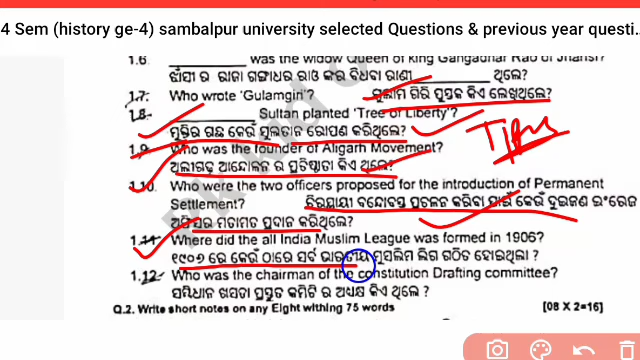 4 Sem (history ge-4) sambalpur university selected Questions & previous year questi..
1.6 ________ was the widow Queen of king Gangadhar Rao of Jhansi?
ଝାଁସୀ ର ରାଜା ଗଙ୍ଗାଧର ରାଓ ଙ୍କର ବିଧବା ରାଣୀ ________ ଥିଲେ?
1.7. Who wrote 'Gulamgiri'? ଗୁଲାମ ଗିରି ପୁସ୍ତକ କିଏ ଲେଖିଥିଲେ?
1.8. ________ Sultan planted 'Tree of Liberty'?
ମୁକ୍ତିର ଗଛ କେଉଁ ସୁଲତାନ ରୋପଣ କରିଥିଲେ?
1.9 Who was the founder of Aligarh Movement?
ଅଲୀଗଡ଼ ଆନ୍ଦୋଳନ ର ପ୍ରତିଷ୍ଠାତା କିଏ ଥିଲେ?
1.10 Who were the two officers proposed for the introduction of Permanent
Settlement? ଚିରସ୍ଥାୟୀ ବନ୍ଦୋବସ୍ତ ପ୍ରଚଳନ କରିବା ପାଇଁ କେଉଁ ଦୁଇଜଣ ଇଂରେଜ
ଅଫିସର ମତାମତ ପ୍ରଦାନ କରିଥିଲେ?
1.11 Where did the all India Muslim League was formed in 1906?
୧୯୦୬ ରେ କେଉଁ ଠାରେ ସର୍ବ ଭାରତୀୟ ମୁସଲିମ ଲିଗ ଗଠିତ ହୋଇଥିଲା?
1.12 Who was the chairman of the constitution Drafting committee?
ସମ୍ବିଧାନ ଖସଡା ପ୍ରସ୍ତୁତ କମିଟି ର ଅଧ୍ୟକ୍ଷ କିଏ ଥିଲେ?
Q.2. Write short notes on any Eight withing 75 words [08 X 2=16]